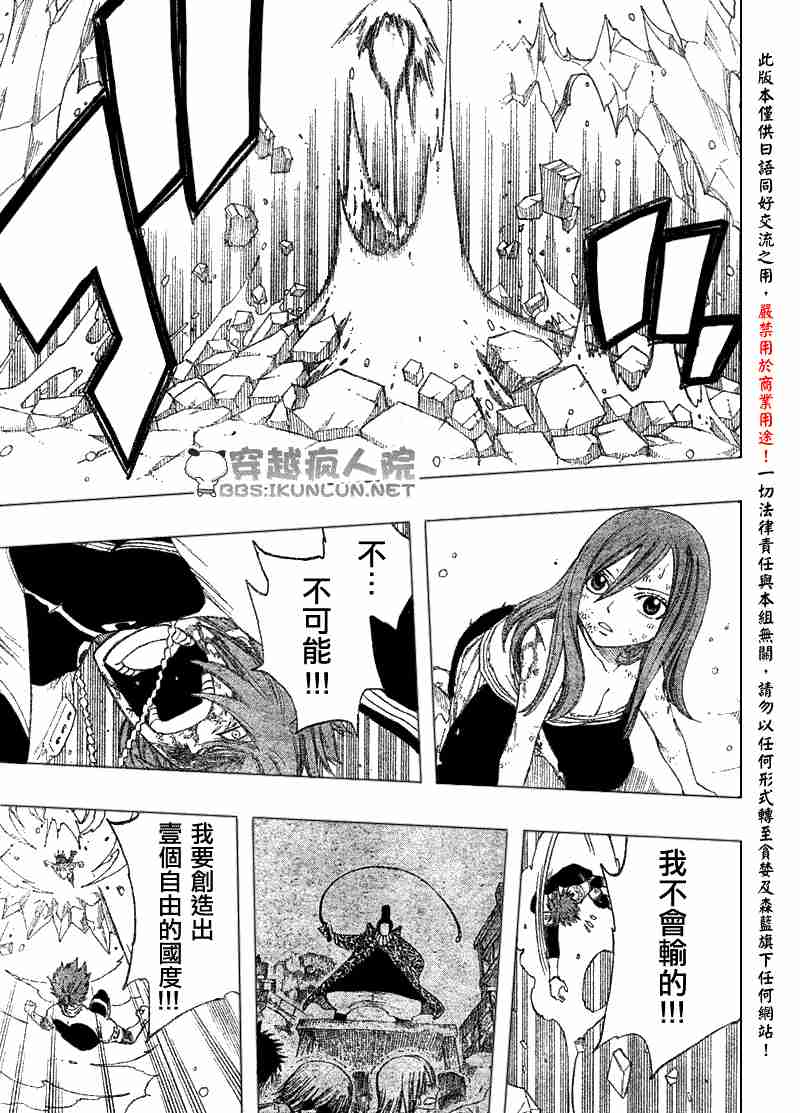 此版本僅供日語同好交流之用，嚴禁用於商業用途！一切法律責任與本組無關，請勿以任何形式轉至貪婪及森藍旗下任何網站！
穿越疯人院
BBS:IKUNCUN.NET
不…
不可能!!!
我不會輸的!!!
我要創造出
壹個自由的國度!!!